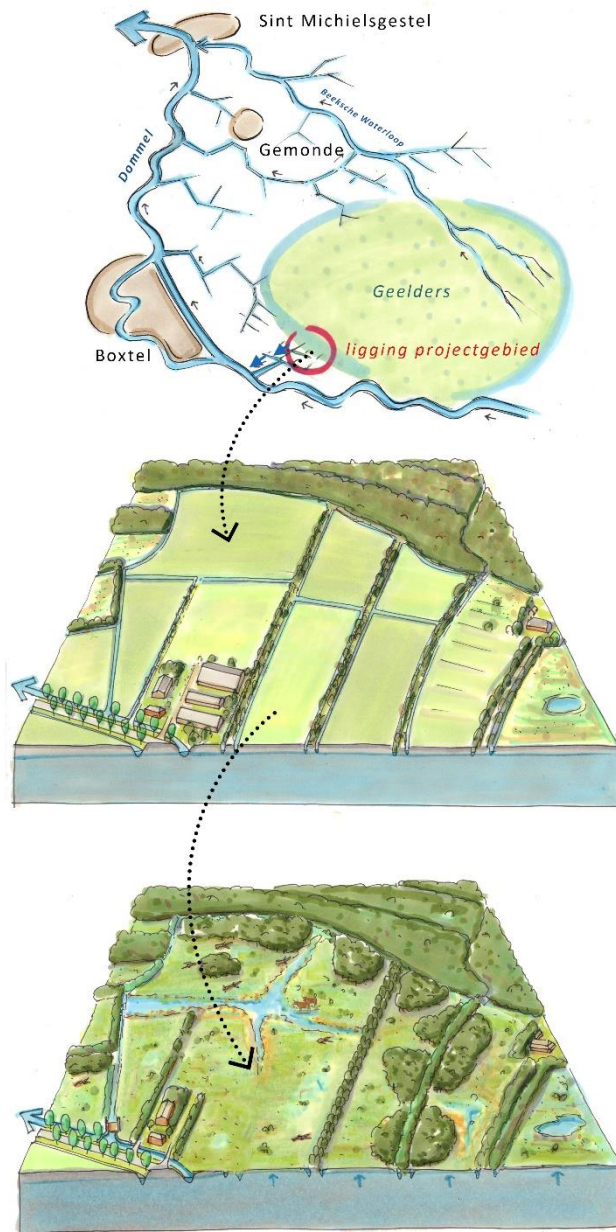 Sint Michielsgestel
Beeksche Waterloop
Dommel
Gemonde
Geelders
Boxtel
ligging projectgebied